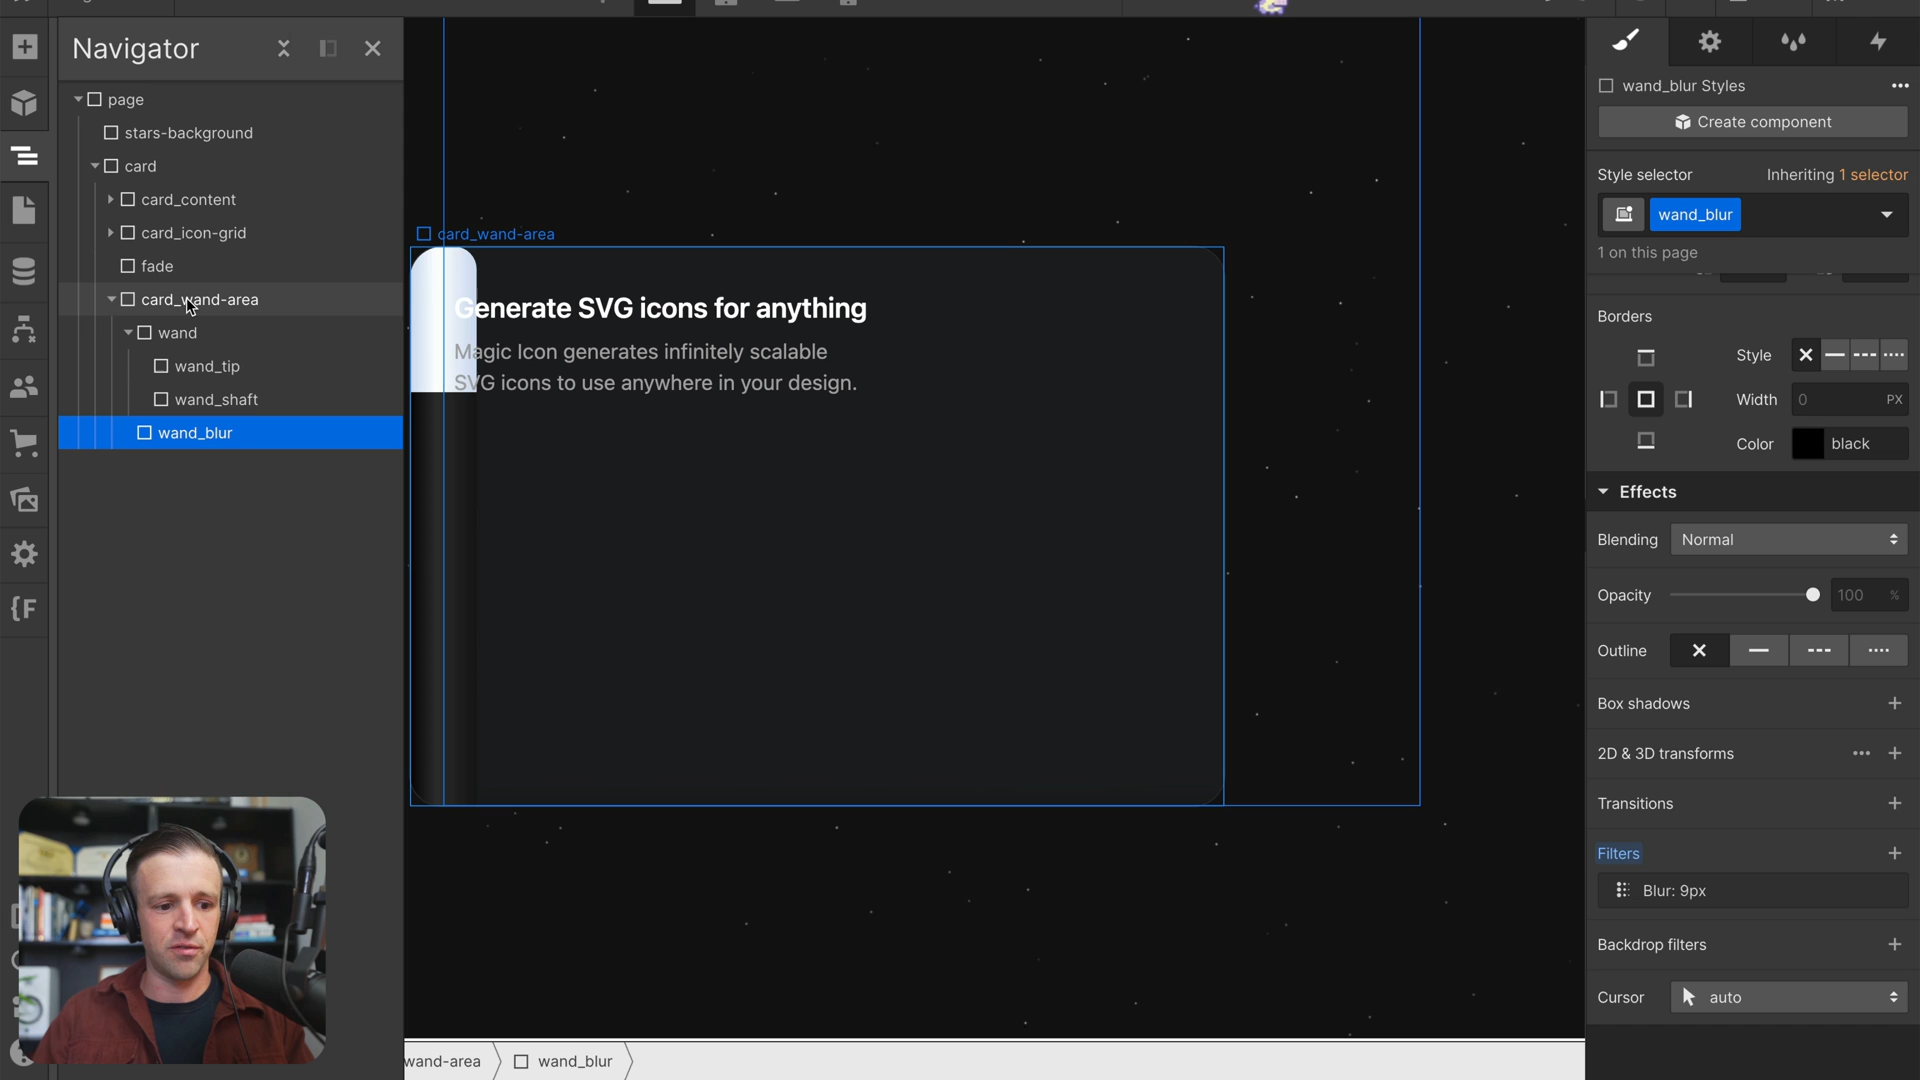 Navigator
page
stars-background
card
card_content
card_icon-grid
fade
card_wand-area
wand
wand_tip
wand_shaft
wand_blur
card_wand-area
Generate SVG icons for anything
Magic Icon generates infinitely scalable
SVG icons to use anywhere in your design.
wand-area
wand_blur
wand_blur Styles
Create component
Style selector
Inheriting 1 selector
wand_blur
1 on this page
Borders
Style
Width
0
PX
Color
black
Effects
Blending
Normal
Opacity
100
%
Outline
Box shadows
2D & 3D transforms
Transitions
Filters
Blur: 9px
Backdrop filters
Cursor
auto